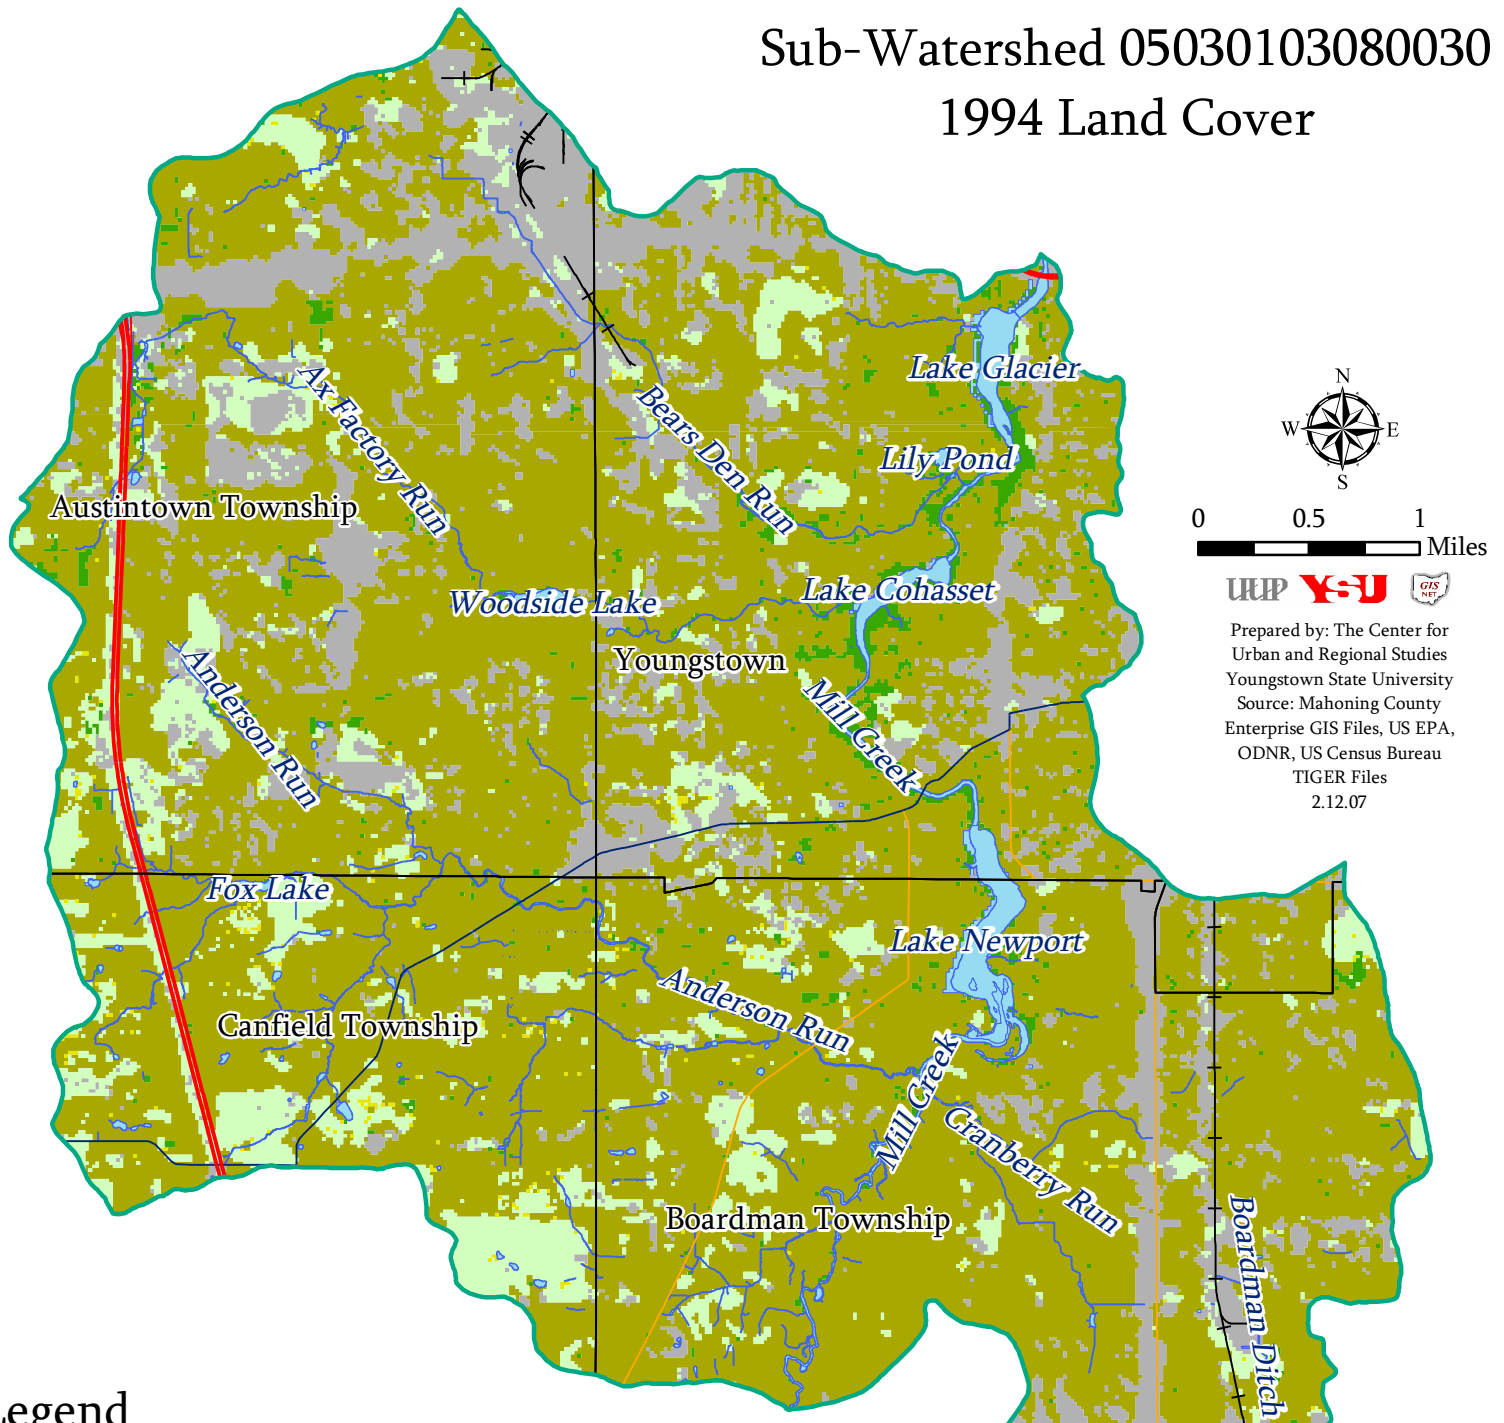 Sub-Watershed 05030103080030
1994 Land Cover
Lake Glacier
N
W
E
S
Ax Factory Run
Bears Den Run
Lily Pond
Austintown Township
0 0.5 1
Miles
Woodside Lake
Lake Cohasset
UUP YSU GIS
NET
Prepared by: The Center for
Urban and Regional Studies
Youngstown State University
Source: Mahoning County
Enterprise GIS Files, US EPA,
ODNR, US Census Bureau
TIGER Files
2.12.07
Youngstown
Anderson Run
Mill Creek
Fox Lake
Lake Newport
Anderson Run
Canfield Township
Mill Creek
Cranberry Run
Boardman Township
Boardman Ditch
Legend